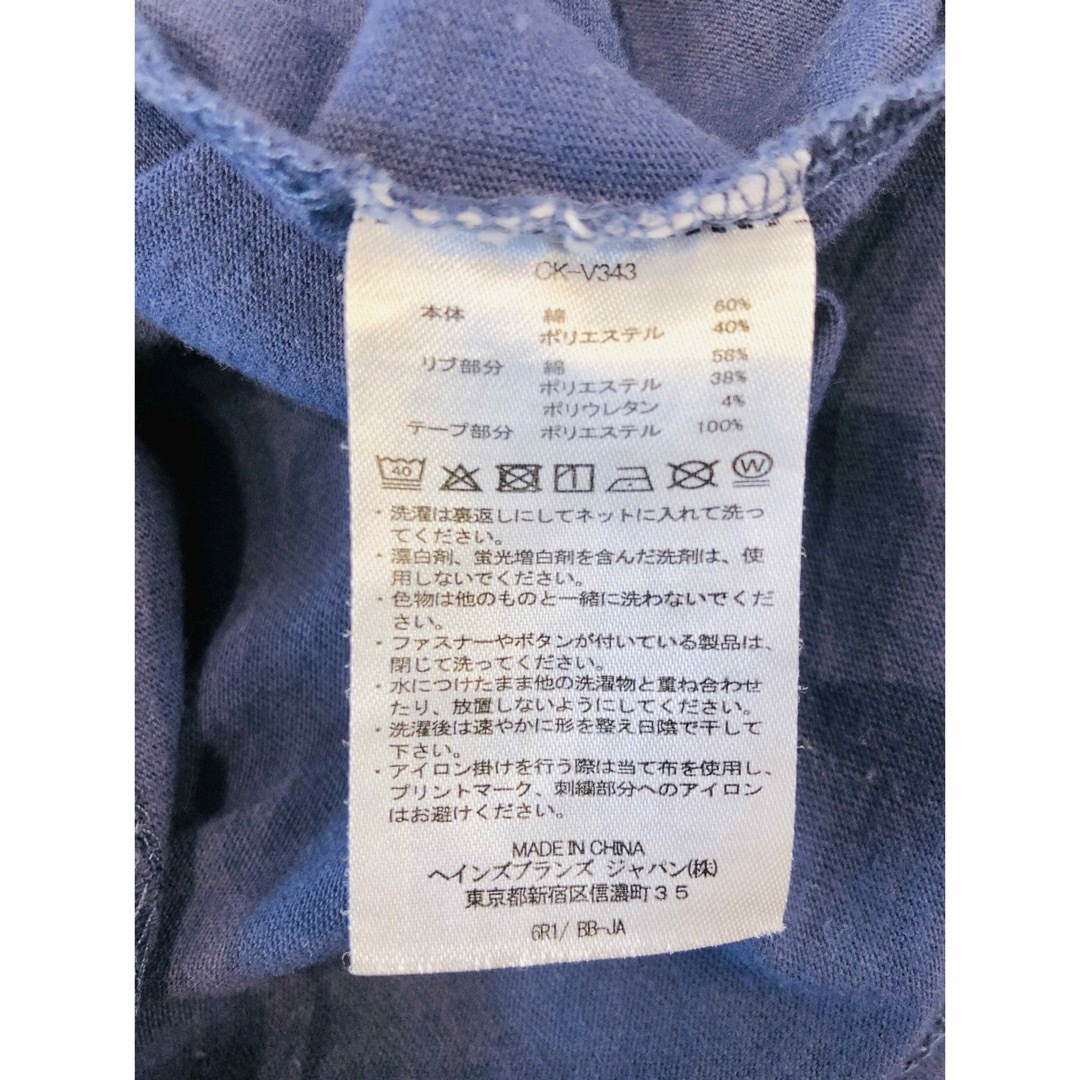 CK-V343
本体 綿 60%
ポリエステル 40%
リブ部分 綿 58%
ポリエステル 38%
ポリウレタン 4%
テープ部分 ポリエステル 100%
40 W
・洗濯は裏返しにしてネットに入れて洗っ
てください。
・漂白剤、蛍光増白剤を含んだ洗剤は、使
用しないでください。
・色物は他のものと一緒に洗わないでくだ
さい。
・ファスナーやボタンが付いている製品は、
閉じて洗ってください。
・水につけたまま他の洗濯物と重ね合わせ
たり、放置しないようにしてください。
・洗濯後は速やかに形を整え日陰で干して
下さい。
・アイロン掛けを行う際は当て布を使用し、
プリントマーク、刺繍部分へのアイロン
はお避けください。
MADE IN CHINA
ヘインズブランズ ジャパン(株)
東京都新宿区信濃町35
6R1/ BB-JA